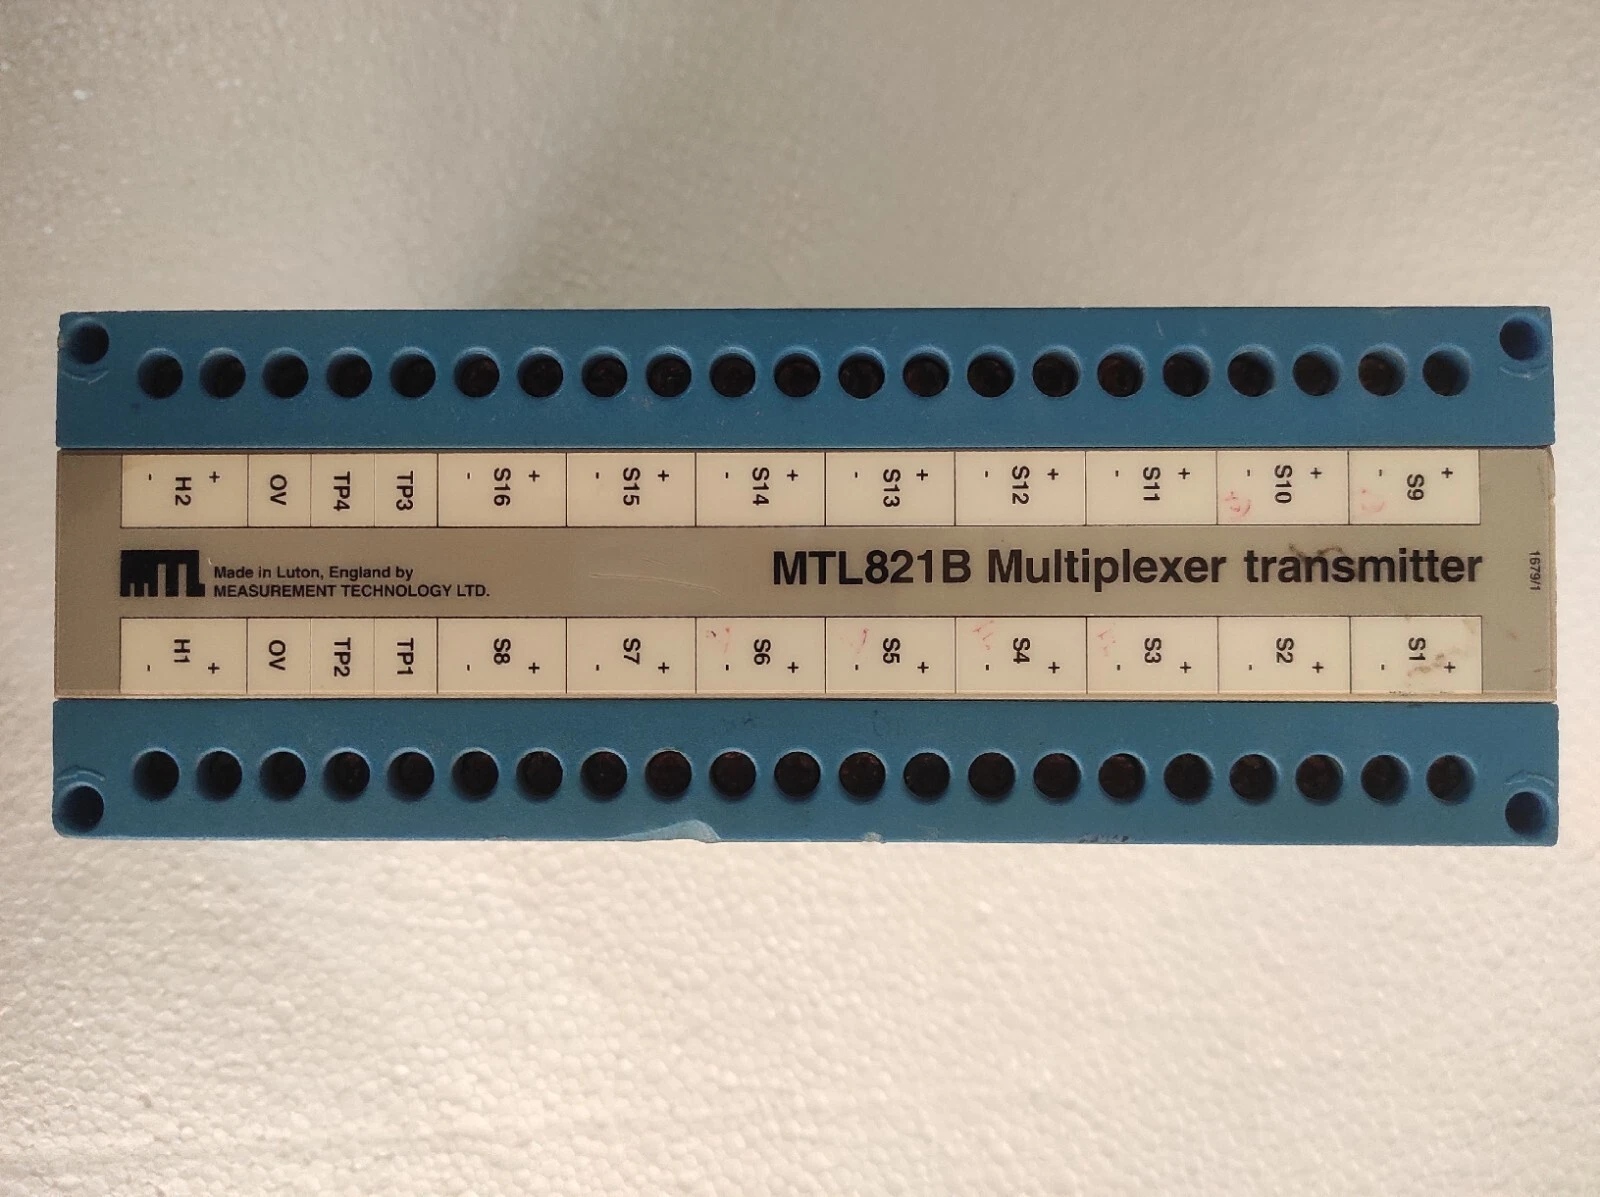 - H2 +
OV
TP4
TP3
- S16 +
- S15 +
- S14 +
- S13 +
- S12 +
- S11 +
- S10 +
- S9 +
MTL
Made in Luton, England by
MEASUREMENT TECHNOLOGY LTD.
MTL821B Multiplexer transmitter
1679/1
- H1 +
OV
TP2
TP1
- S8 +
- S7 +
- S6 +
- S5 +
- S4 +
- S3 +
- S2 +
- S1 +